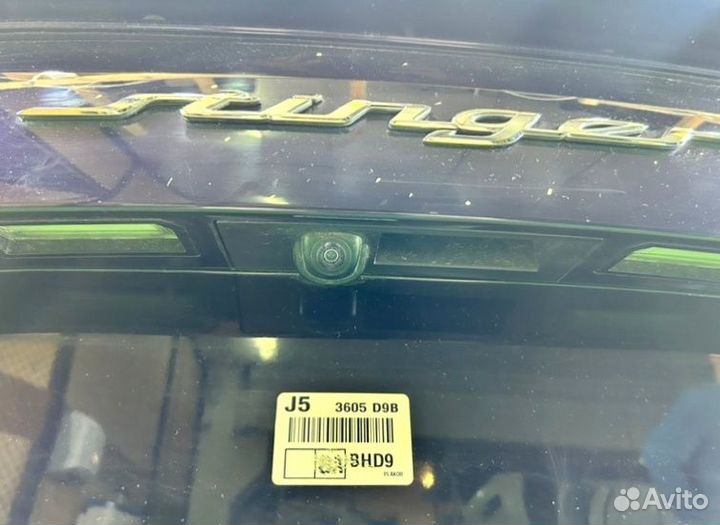 stinger
J5 3605 D9B
BHD9
PLAKOR
Avito